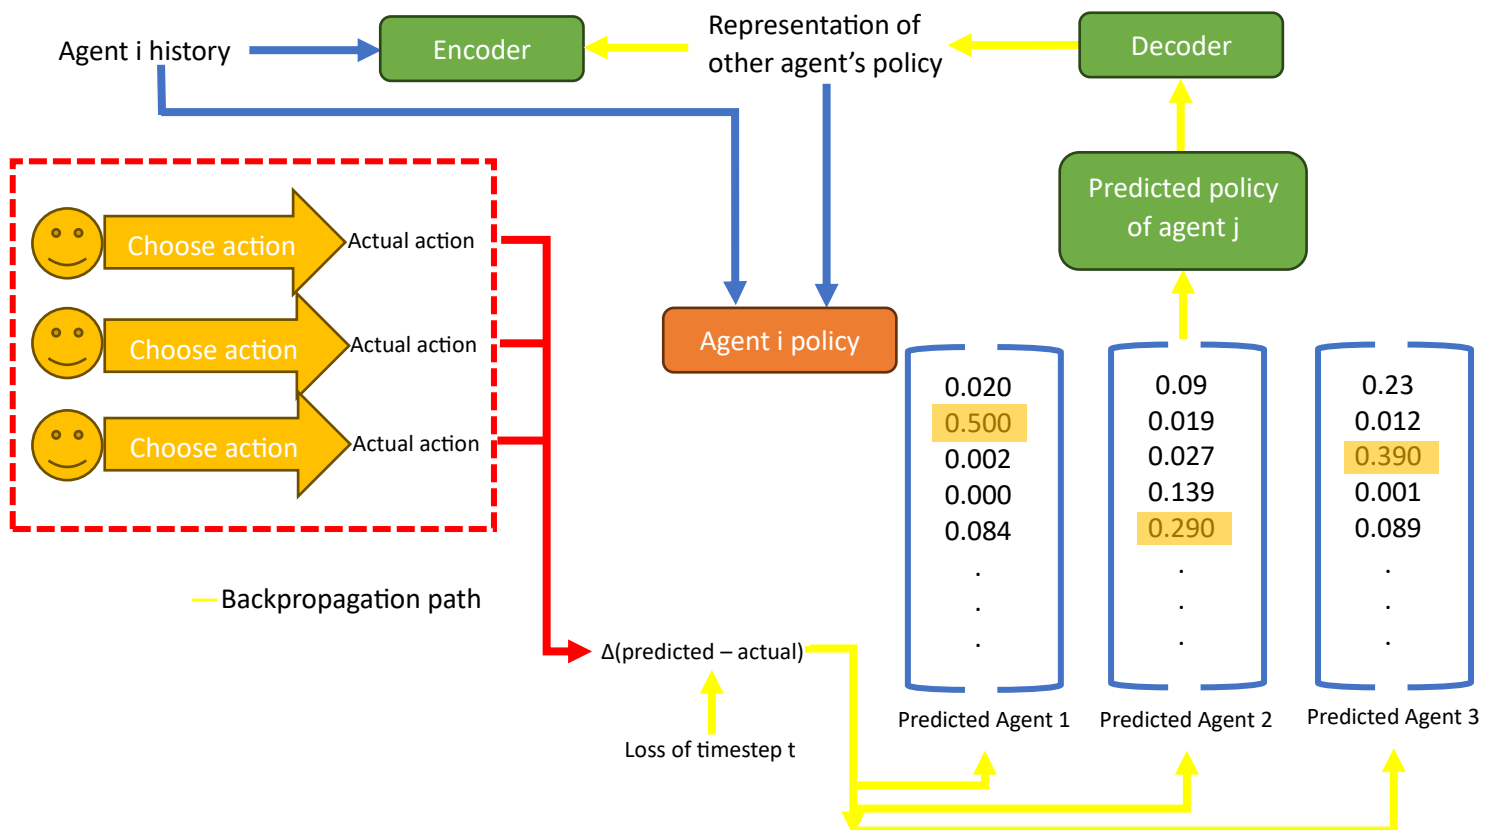 Agent i history
Encoder
Representation of
other agent's policy
Decoder
Predicted policy
of agent j
Choose action
Actual action
Choose action
Actual action
Choose action
Actual action
Agent i policy
0.020
0.500
0.002
0.000
0.084
.
.
.
0.09
0.019
0.027
0.139
0.290
.
.
.
0.23
0.012
0.390
0.001
0.089
.
.
.
Backpropagation path
Δ(predicted – actual)
Loss of timestep t
Predicted Agent 1
Predicted Agent 2
Predicted Agent 3